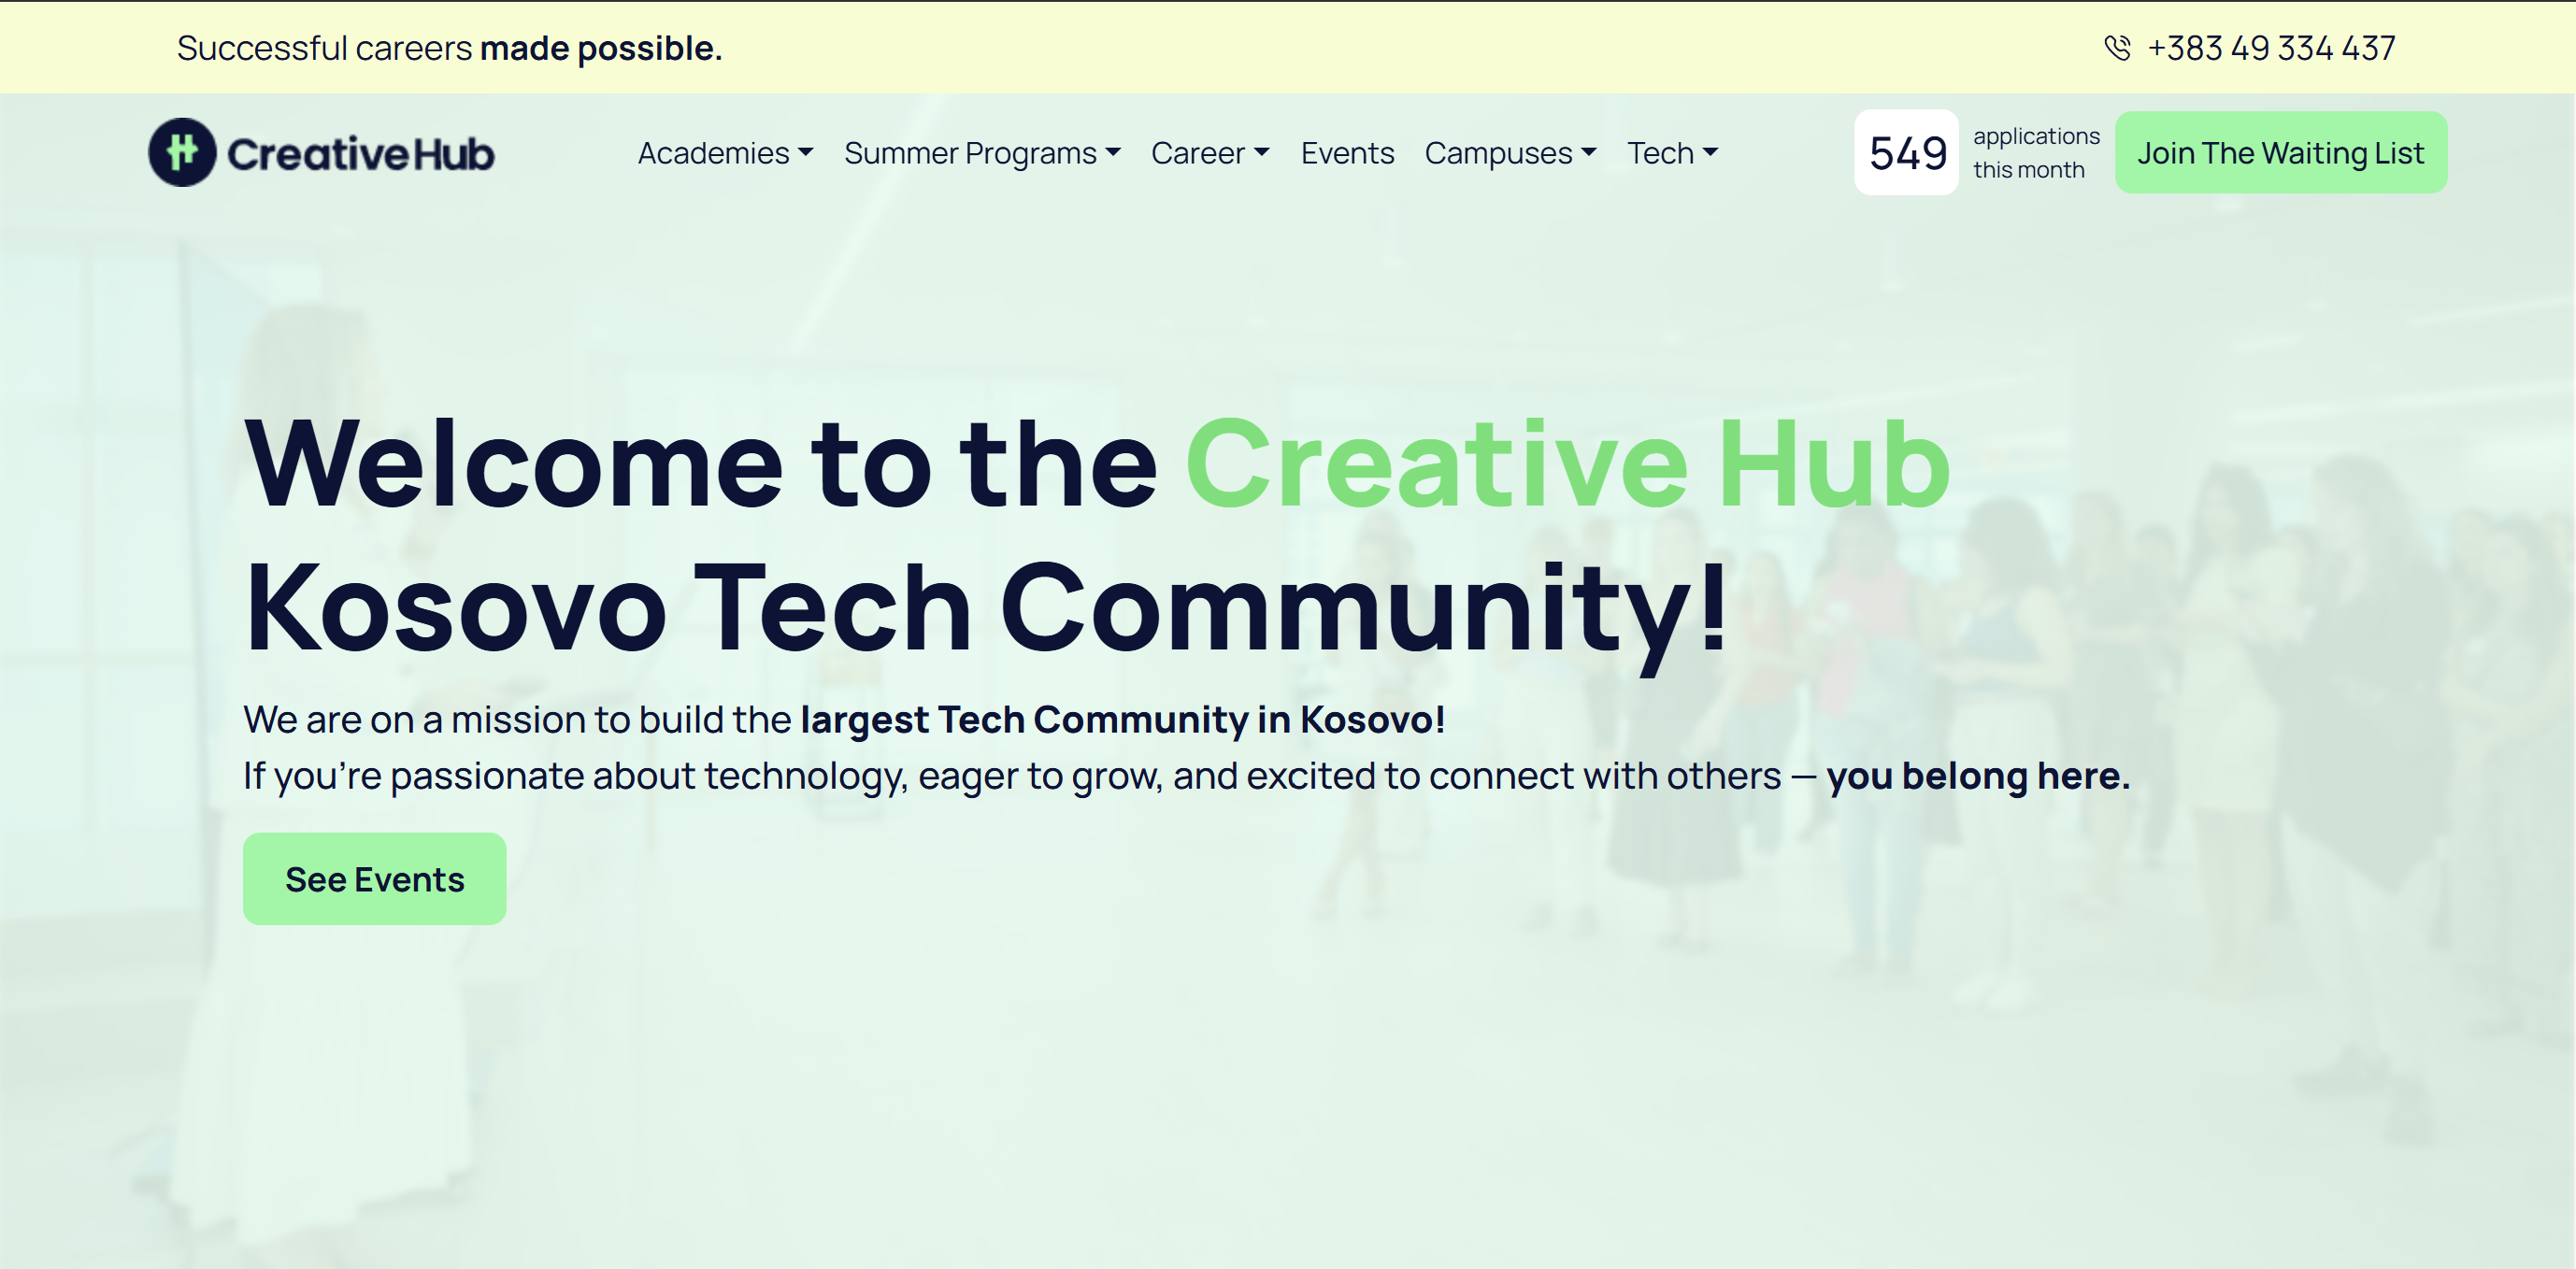 Successful careers made possible.
+383 49 334 437
CreativeHub
Academies
Summer Programs
Career
Events
Campuses
Tech
549
applications
this month
Join The Waiting List
Welcome to the Creative Hub
Kosovo Tech Community!
We are on a mission to build the largest Tech Community in Kosovo!
If you’re passionate about technology, eager to grow, and excited to connect with others — you belong here.
See Events